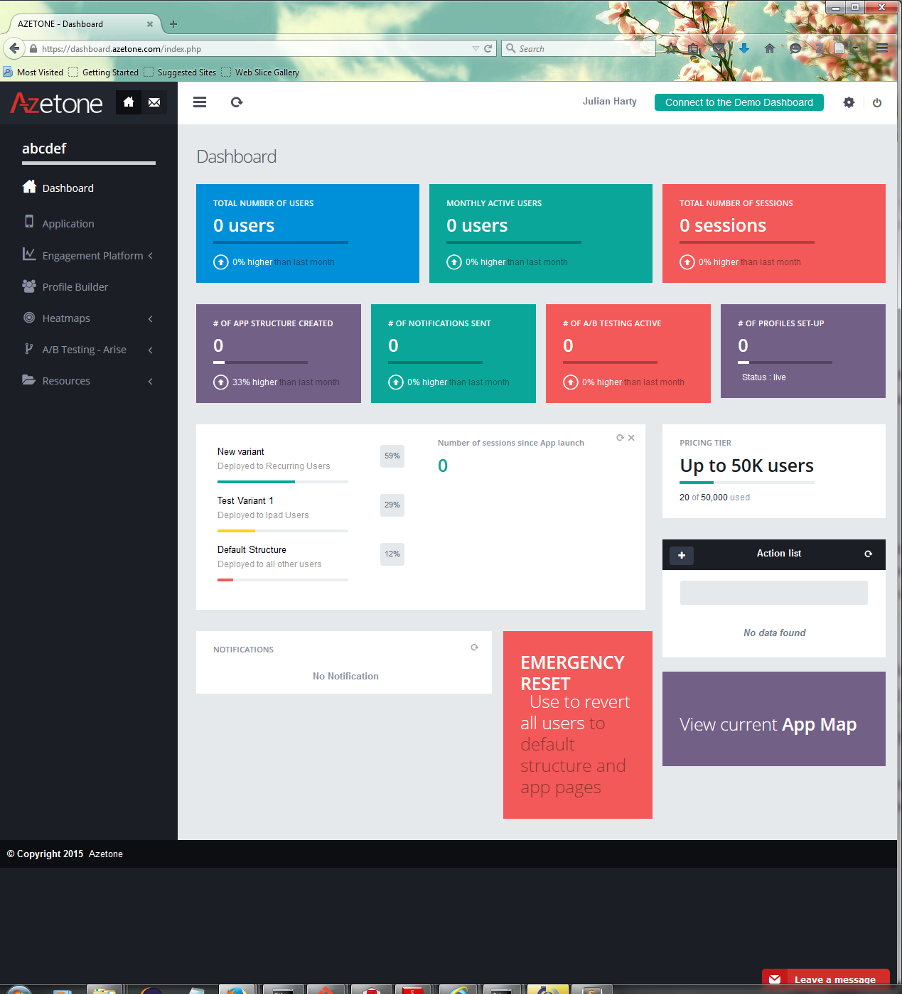 AZETONE - Dashboard
https://dashboard.azetone.com/index.php
Search
Most Visited
Getting Started
Suggested Sites
Web Slice Gallery
Azetone
Julian Harty
Connect to the Demo Dashboard
abcdef
Dashboard
Application
Engagement Platform
Profile Builder
Heatmaps
A/B Testing - Arise
Resources
Dashboard
TOTAL NUMBER OF USERS
0 users
0% higher than last month
MONTHLY ACTIVE USERS
0 users
0% higher than last month
TOTAL NUMBER OF SESSIONS
0 sessions
0% higher than last month
# OF APP STRUCTURE CREATED
0
33% higher than last month
# OF NOTIFICATIONS SENT
0
0% higher than last month
# OF A/B TESTING ACTIVE
0
0% higher than last month
# OF PROFILES SET-UP
0
Status : live
New variant
Deployed to Recurring Users
59%
Test Variant 1
Deployed to Ipad Users
29%
Default Structure
Deployed to all other users
12%
Number of sessions since App launch
0
PRICING TIER
Up to 50K users
20 of 50,000 used
Action list
No data found
NOTIFICATIONS
No Notification
EMERGENCY
RESET
Use to revert
all users to
default
structure and
app pages
View current App Map
© Copyright 2015 Azetone
Leave a message